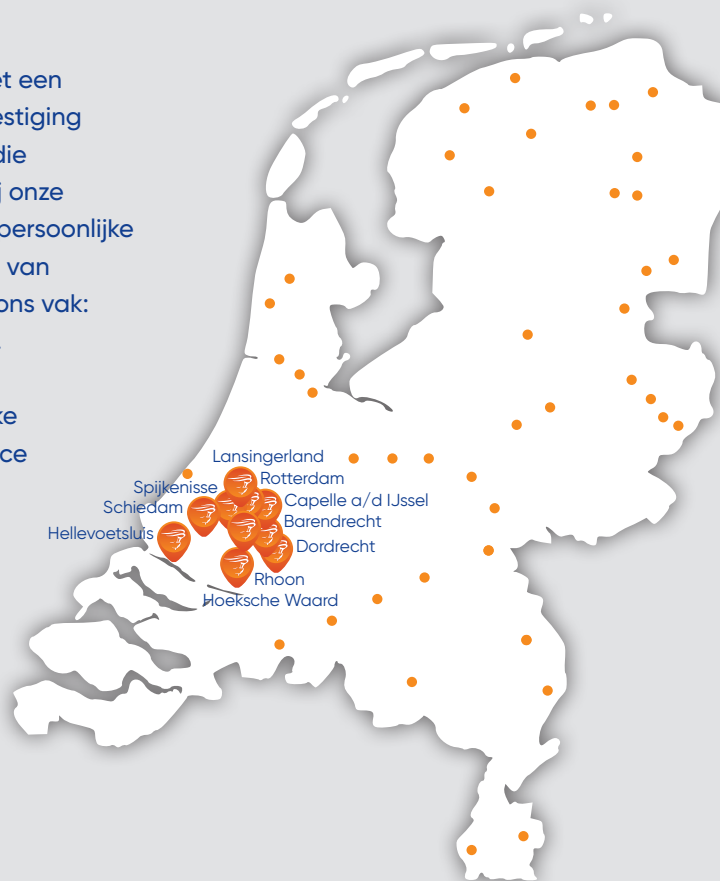 et een
estiging
die
j onze
persoonlijke
van
ons vak:
ke
ce
Lansingerland
Rotterdam
Spijkenisse
Capelle a/d IJssel
Schiedam
Barendrecht
Hellevoetsluis
Dordrecht
Rhoon
Hoeksche Waard